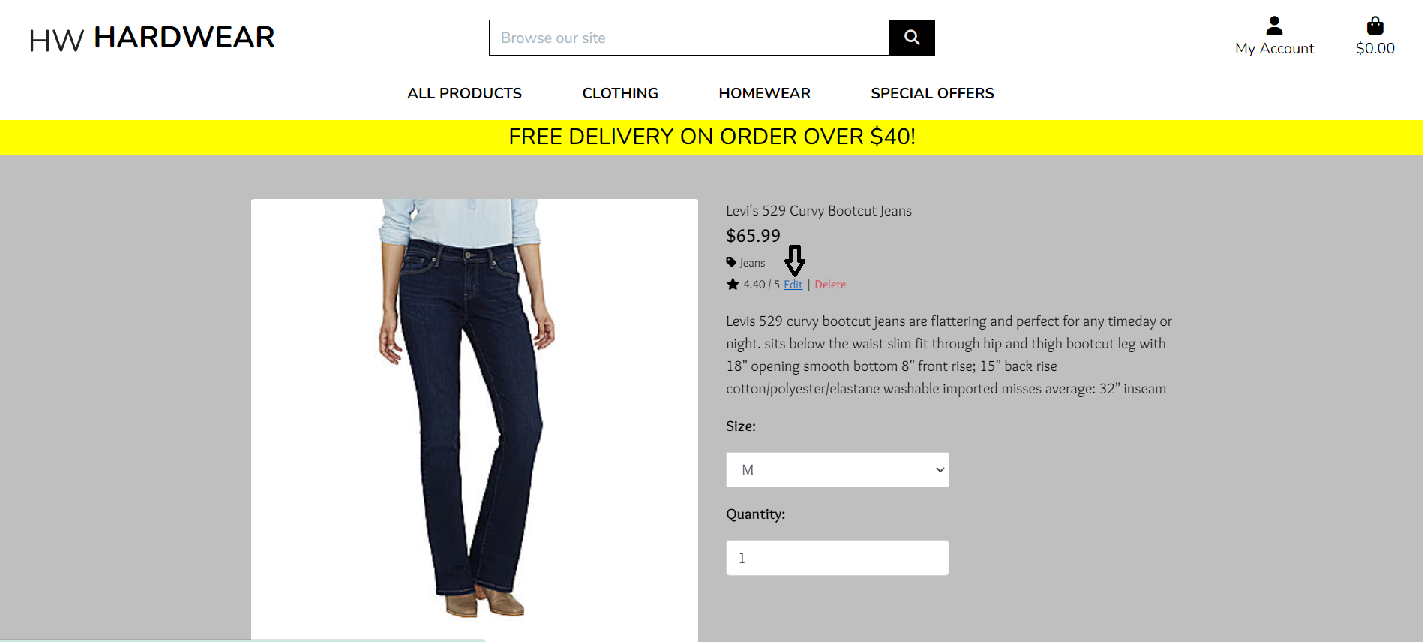 HW HARDWEAR
Browse our site
My Account
$0.00
ALL PRODUCTS CLOTHING HOMEWEAR SPECIAL OFFERS
FREE DELIVERY ON ORDER OVER $40!
Levi's 529 Curvy Bootcut Jeans
$65.99
Jeans
4.40 / 5 Edit | Delete
Levis 529 curvy bootcut jeans are flattering and perfect for any timeday or
night. sits below the waist slim fit through hip and thigh bootcut leg with
18" opening smooth bottom 8" front rise; 15" back rise
cotton/polyester/elastane washable imported misses average: 32" inseam
Size:
M
Quantity:
1